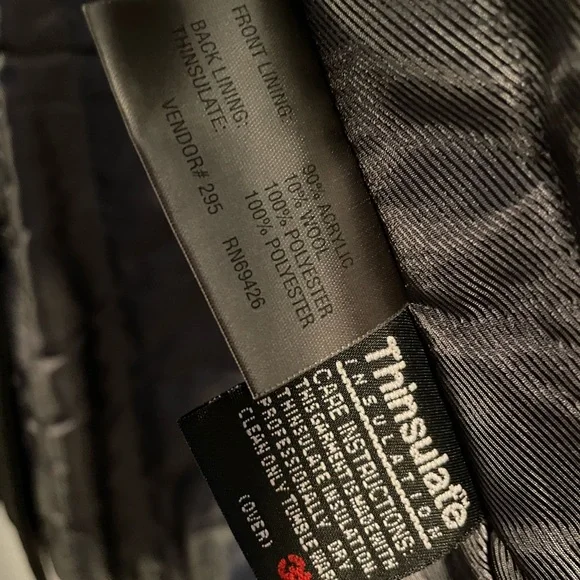 FRONT LINING: 90% ACRYLIC
10% WOOL
BACK LINING: 100% POLYESTER
THINSULATE: 100% POLYESTER
VENDOR# 295 RN69426
Thinsulate
INSULATION
CARE INSTRUCTIONS:
THIS GARMENT IS MADE WITH
THINSULATE INSULATION
PROFESSIONALLY DRY
CLEAN ONLY TUMBLE
(OVER)